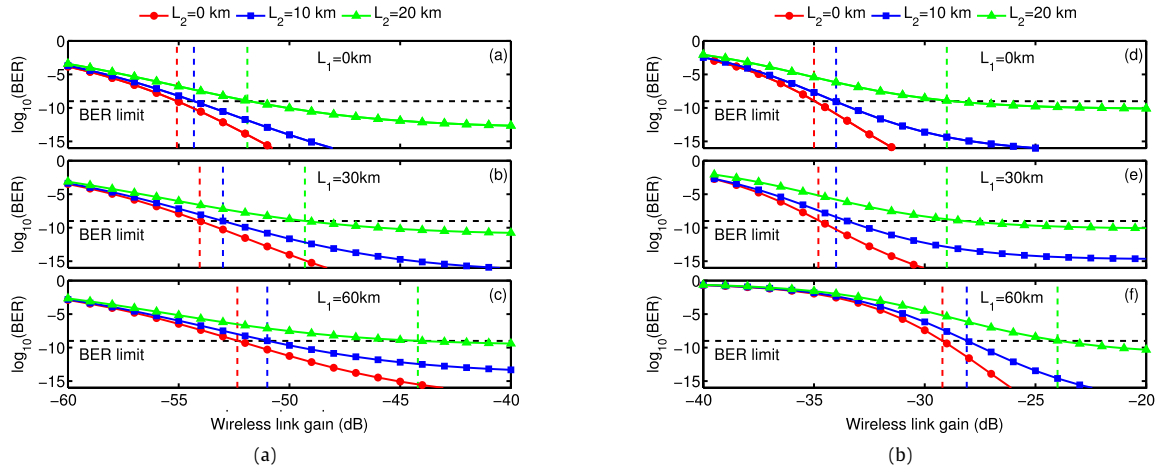 L2=0 km L2=10 km L2=20 km
0
−5
−10
−15
log10(BER)
BER limit
L1=0km
(a)
0
−5
−10
−15
log10(BER)
BER limit
L1=30km
(b)
0
−5
−10
−15
log10(BER)
BER limit
L1=60km
(c)
−60 −55 −50 −45 −40
Wireless link gain (dB)
(a)
L2=0 km L2=10 km L2=20 km
0
−5
−10
−15
log10(BER)
BER limit
L1=0km
(d)
0
−5
−10
−15
log10(BER)
BER limit
L1=30km
(e)
0
−5
−10
−15
log10(BER)
BER limit
L1=60km
(f)
−40 −35 −30 −25 −20
Wireless link gain (dB)
(b)